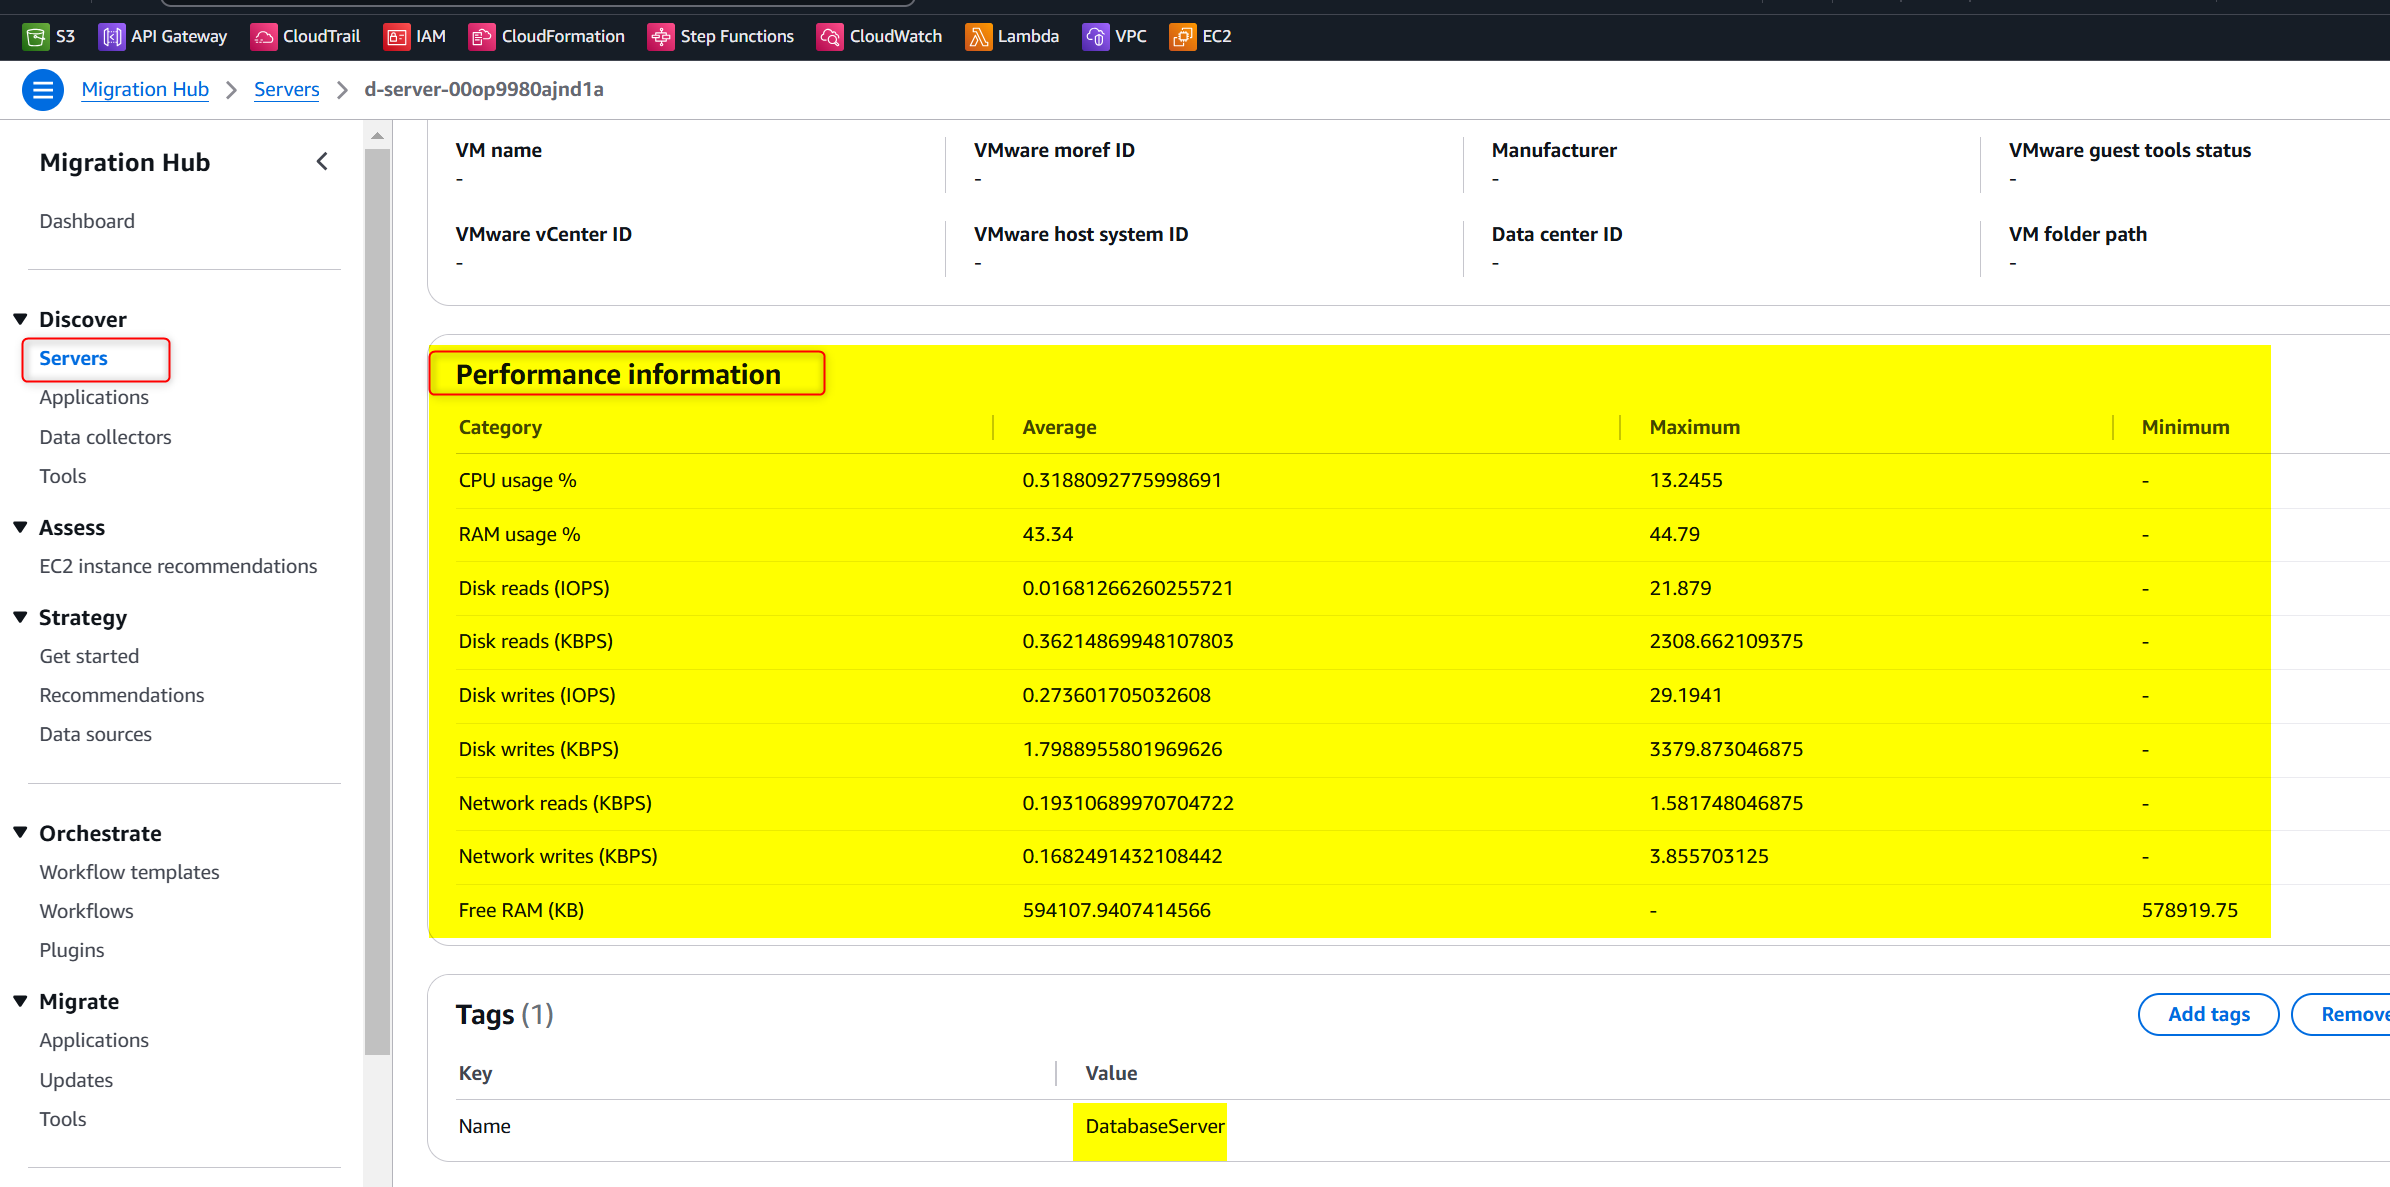 S3 API Gateway CloudTrail IAM CloudFormation Step Functions CloudWatch Lambda VPC EC2
Migration Hub > Servers > d-server-00op9980ajnd1a
Migration Hub
Dashboard
Discover
Servers
Applications
Data collectors
Tools
Assess
EC2 instance recommendations
Strategy
Get started
Recommendations
Data sources
Orchestrate
Workflow templates
Workflows
Plugins
Migrate
Applications
Updates
Tools
VM name VMware moref ID Manufacturer VMware guest tools status
- - - -
VMware vCenter ID VMware host system ID Data center ID VM folder path
- - - -
Performance information
Category Average Maximum Minimum
CPU usage % 0.3188092775998691 13.2455 -
RAM usage % 43.34 44.79 -
Disk reads (IOPS) 0.01681266260255721 21.879 -
Disk reads (KBPS) 0.36214869948107803 2308.662109375 -
Disk writes (IOPS) 0.273601705032608 29.1941 -
Disk writes (KBPS) 1.7988955801969626 3379.873046875 -
Network reads (KBPS) 0.19310689970704722 1.581748046875 -
Network writes (KBPS) 0.1682491432108442 3.855703125 -
Free RAM (KB) 594107.9407414566 - 578919.75
Tags (1) Add tags Remove
Key Value
Name DatabaseServer